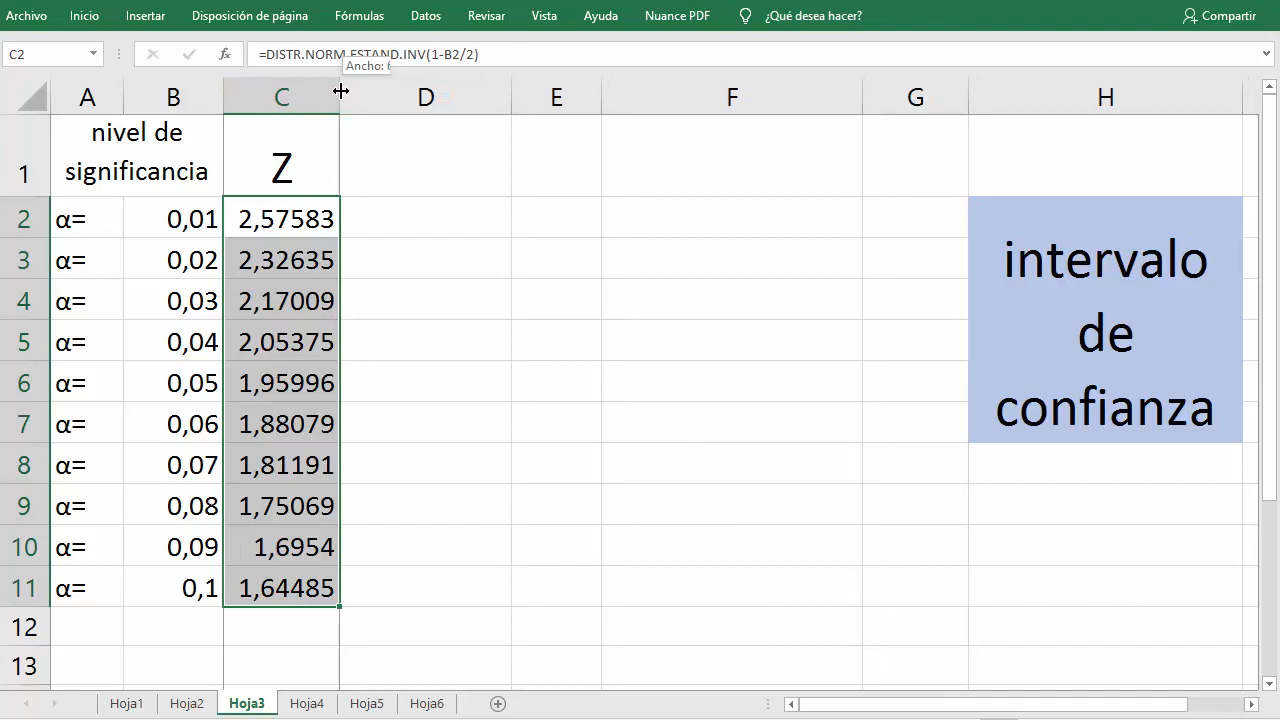 Archivo Inicio Insertar Disposición de página Fórmulas Datos Revisar Vista Ayuda Nuance PDF ¿Qué desea hacer? Compartir
C2 fx =DISTR.NORM.ESTAND.INV(1-B2/2)
Ancho: 6
A B C D E F G H
1 nivel de
significancia Z
2 α= 0,01 2,57583
3 α= 0,02 2,32635
4 α= 0,03 2,17009
5 α= 0,04 2,05375
6 α= 0,05 1,95996
7 α= 0,06 1,88079
8 α= 0,07 1,81191
9 α= 0,08 1,75069
10 α= 0,09 1,6954
11 α= 0,1 1,64485
12
13
intervalo
de
confianza
Hoja1 Hoja2 Hoja3 Hoja4 Hoja5 Hoja6